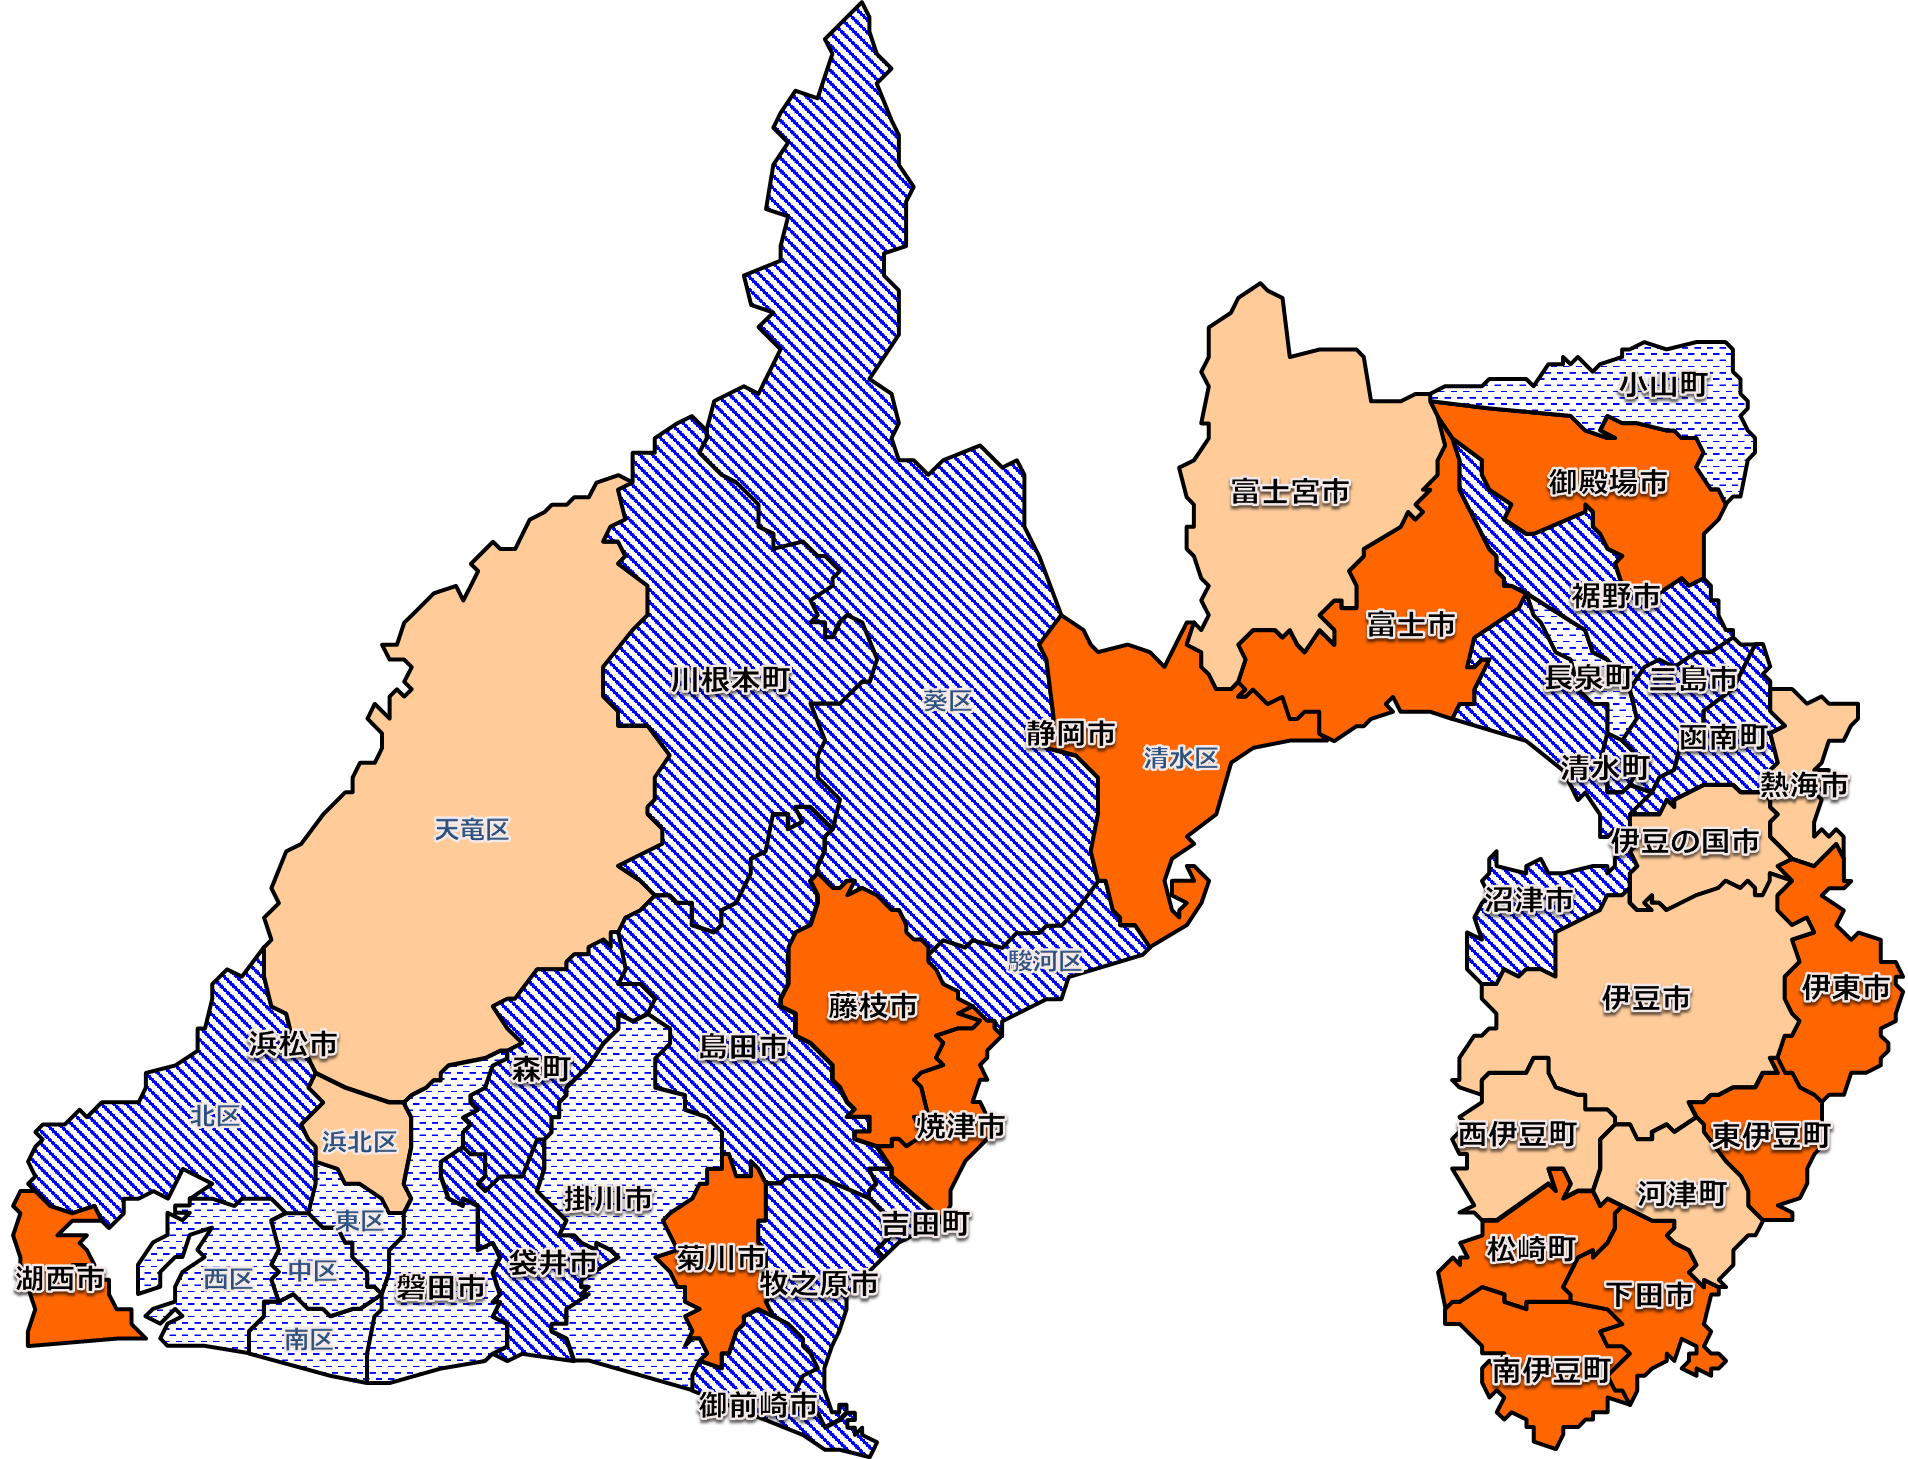 小山町
御殿場市
富士宮市
裾野市
富士市
長泉町
三島市
川根本町
葵区
静岡市
函南町
清水区
清水町
熱海市
天竜区
伊豆の国市
沼津市
駿河区
伊東市
伊豆市
藤枝市
浜松市
島田市
森町
北区
焼津市
浜北区
西伊豆町
東伊豆町
河津町
掛川市
東区
吉田町
松崎町
菊川市
袋井市
中区
西区
湖西市
磐田市
牧之原市
下田市
南区
南伊豆町
御前崎市